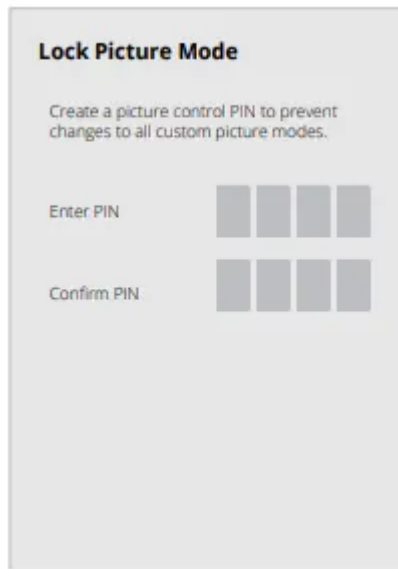 Lock Picture Mode
Create a picture control PIN to prevent
changes to all custom picture modes.
Enter PIN
Confirm PIN